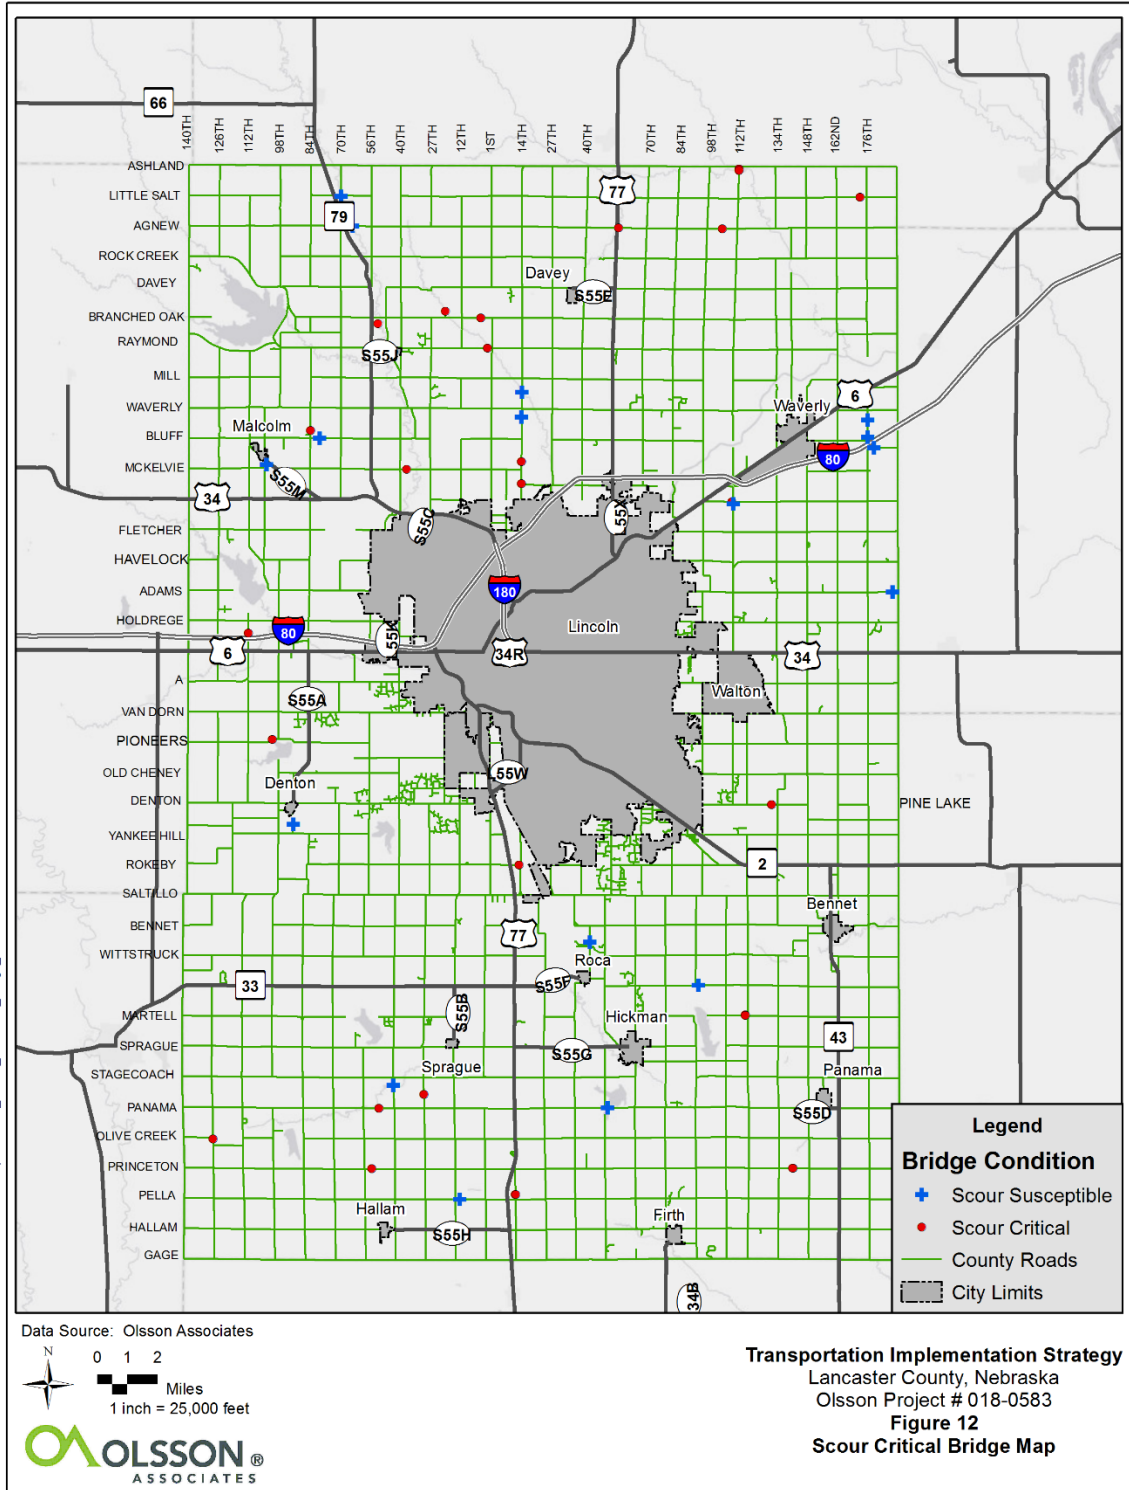 66
140TH
126TH
112TH
98TH
84TH
70TH
56TH
40TH
27TH
12TH
1ST
14TH
27TH
40TH
70TH
84TH
98TH
112TH
134TH
148TH
162ND
176TH
ASHLAND
LITTLE SALT
77
79
AGNEW
ROCK CREEK
DAVEY
Davey
S55E
BRANCHED OAK
RAYMOND
S55J
MILL
6
WAVERLY
Waverly
BLUFF
Malcolm
80
MCKELVIE
S55M
34
FLETCHER
S55C
L55X
HAVELOCK
ADAMS
180
HOLDREGE
Lincoln
80
6
L55K
34R
34
A
S55A
Walton
VAN DORN
PIONEERS
OLD CHENEY
Denton
L55W
DENTON
PINE LAKE
YANKEE HILL
ROKEBY
2
SALTILLO
Bennet
BENNET
77
WITTSTRUCK
Roca
33
S55F
MARTELL
S55B
Hickman
43
SPRAGUE
S55G
Sprague
STAGECOACH
Panama
PANAMA
S55D
OLIVE CREEK
PRINCETON
PELLA
Hallam
Firth
HALLAM
S55H
GAGE
34B
Legend
Bridge Condition
Scour Susceptible
Scour Critical
County Roads
City Limits
Data Source: Olsson Associates
N
0 1 2
Miles
1 inch = 25,000 feet
OLSSON ®
ASSOCIATES
Transportation Implementation Strategy
Lancaster County, Nebraska
Olsson Project # 018-0583
Figure 12
Scour Critical Bridge Map